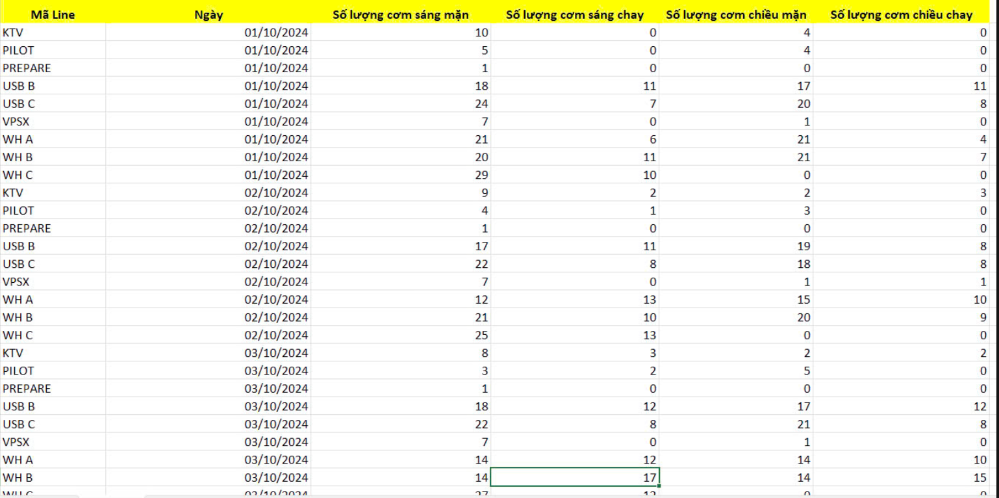 Mã Line Ngày Số lượng cơm sáng mặn Số lượng cơm sáng chay Số lượng cơm chiều mặn Số lượng cơm chiều chay
KTV 01/10/2024 10 0 4 0
PILOT 01/10/2024 5 0 4 0
PREPARE 01/10/2024 1 0 0 0
USB B 01/10/2024 18 11 17 11
USB C 01/10/2024 24 7 20 8
VPSX 01/10/2024 7 0 1 0
WH A 01/10/2024 21 6 21 4
WH B 01/10/2024 20 11 21 7
WH C 01/10/2024 29 10 0 0
KTV 02/10/2024 9 2 2 3
PILOT 02/10/2024 4 1 3 0
PREPARE 02/10/2024 1 0 0 0
USB B 02/10/2024 17 11 19 8
USB C 02/10/2024 22 8 18 8
VPSX 02/10/2024 7 0 1 1
WH A 02/10/2024 12 13 15 10
WH B 02/10/2024 21 10 20 9
WH C 02/10/2024 25 13 0 0
KTV 03/10/2024 8 3 2 2
PILOT 03/10/2024 3 2 5 0
PREPARE 03/10/2024 1 0 0 0
USB B 03/10/2024 18 12 17 12
USB C 03/10/2024 22 8 21 8
VPSX 03/10/2024 7 0 1 0
WH A 03/10/2024 14 12 14 10
WH B 03/10/2024 14 17 14 15
WH C 03/10/2024 0 0